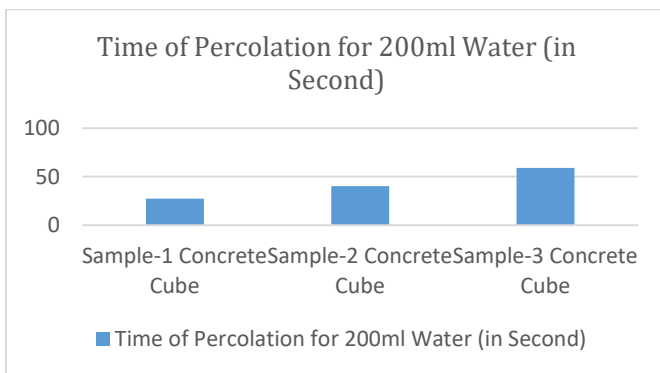 Time of Percolation for 200ml Water (in
Second)
100
50
0
Sample-1 Concrete Cube
Sample-2 Concrete Cube
Sample-3 Concrete Cube
Time of Percolation for 200ml Water (in Second)